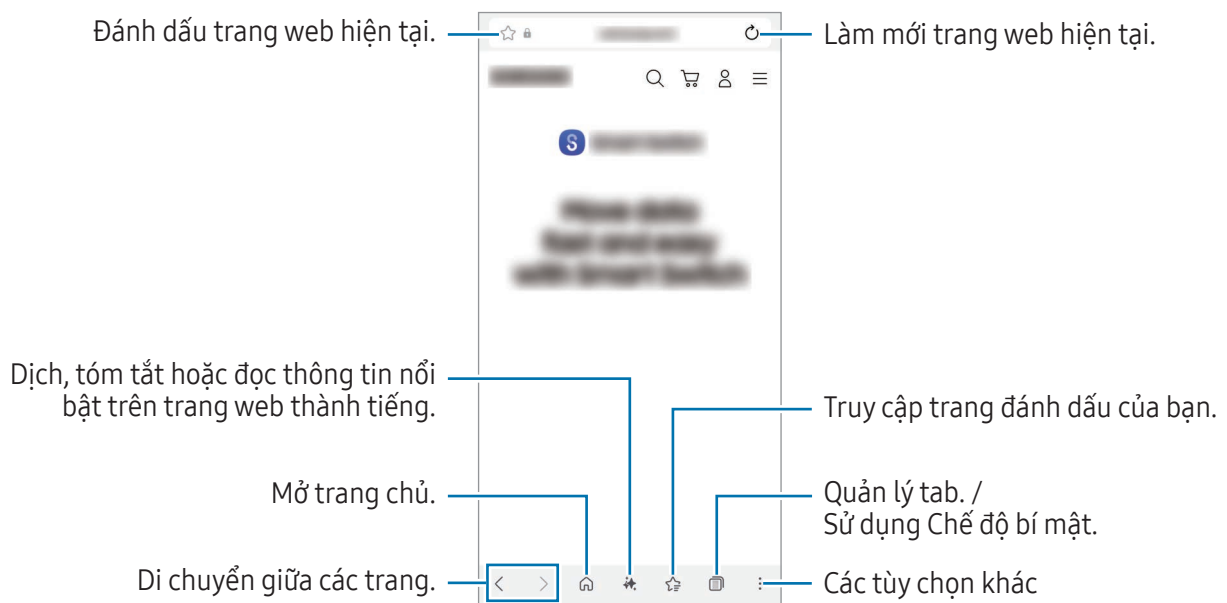 Đánh dấu trang web hiện tại.
Làm mới trang web hiện tại.
S
Dịch, tóm tắt hoặc đọc thông tin nổi
bật trên trang web thành tiếng.
Truy cập trang đánh dấu của bạn.
Mở trang chủ.
Quản lý tab. /
Sử dụng Chế độ bí mật.
Di chuyển giữa các trang.
Các tùy chọn khác